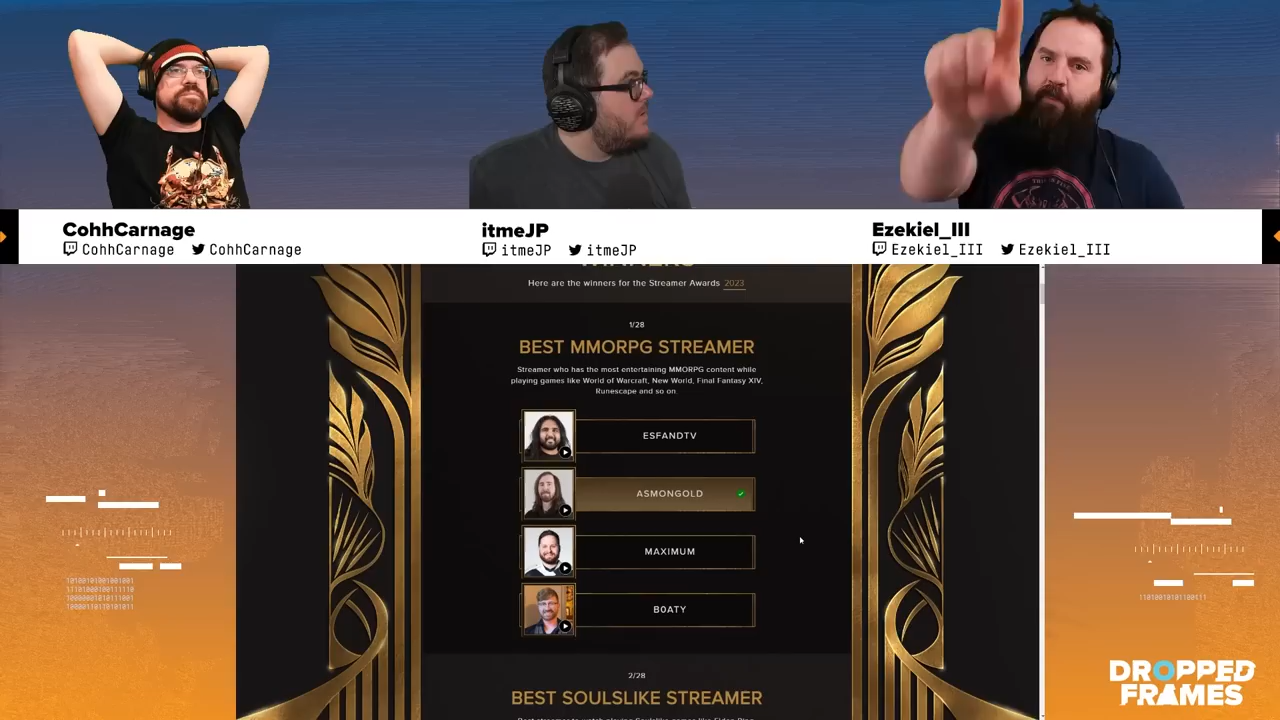 CohhCarnage
CohhCarnage CohhCarnage
itmeJP
itmeJP itmeJP
Ezekiel_III
Ezekiel_III Ezekiel_III
WINNERS
Here are the winners for the Streamer Awards 2023
1/28
BEST MMORPG STREAMER
Streamer who has the most entertaining MMORPG content while
playing games like World of Warcraft, New World, Final Fantasy XIV,
Runescape and so on
ESFANDTV
ASMONGOLD
MAXIMUM
B0ATY
2/28
BEST SOULSLIKE STREAMER
DROPPED
FRAMES